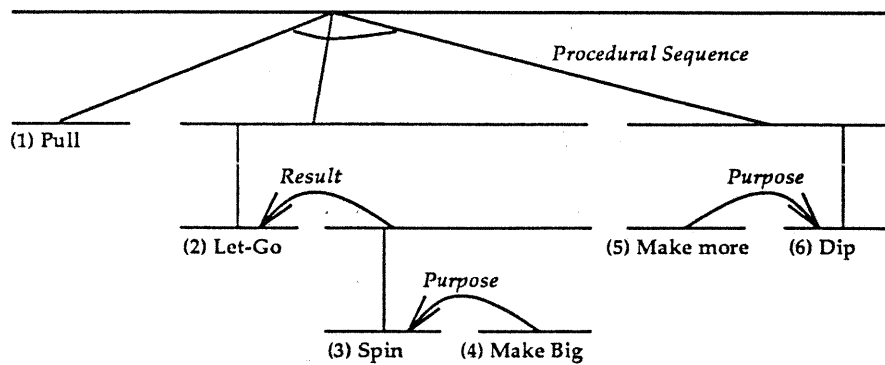 Procedural Sequence
(1) Pull
Result
Purpose
(2) Let-Go
(5) Make more
(6) Dip
Purpose
(3) Spin
(4) Make Big